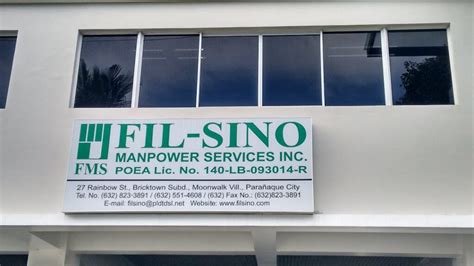 FIL-SINO
MANPOWER SERVICES INC.
FMS POEA Lic. No. 140-LB-093014-R
27 Rainbow St., Bricktown Subd., Moonwalk Vill., Parañaque City
Tel. No. (632) 823-3891 / (632) 551-4608 / (632) Fax No.: (632)823-3891
E-mail: filsino@pldtdsl.net Website: www.filsino.com